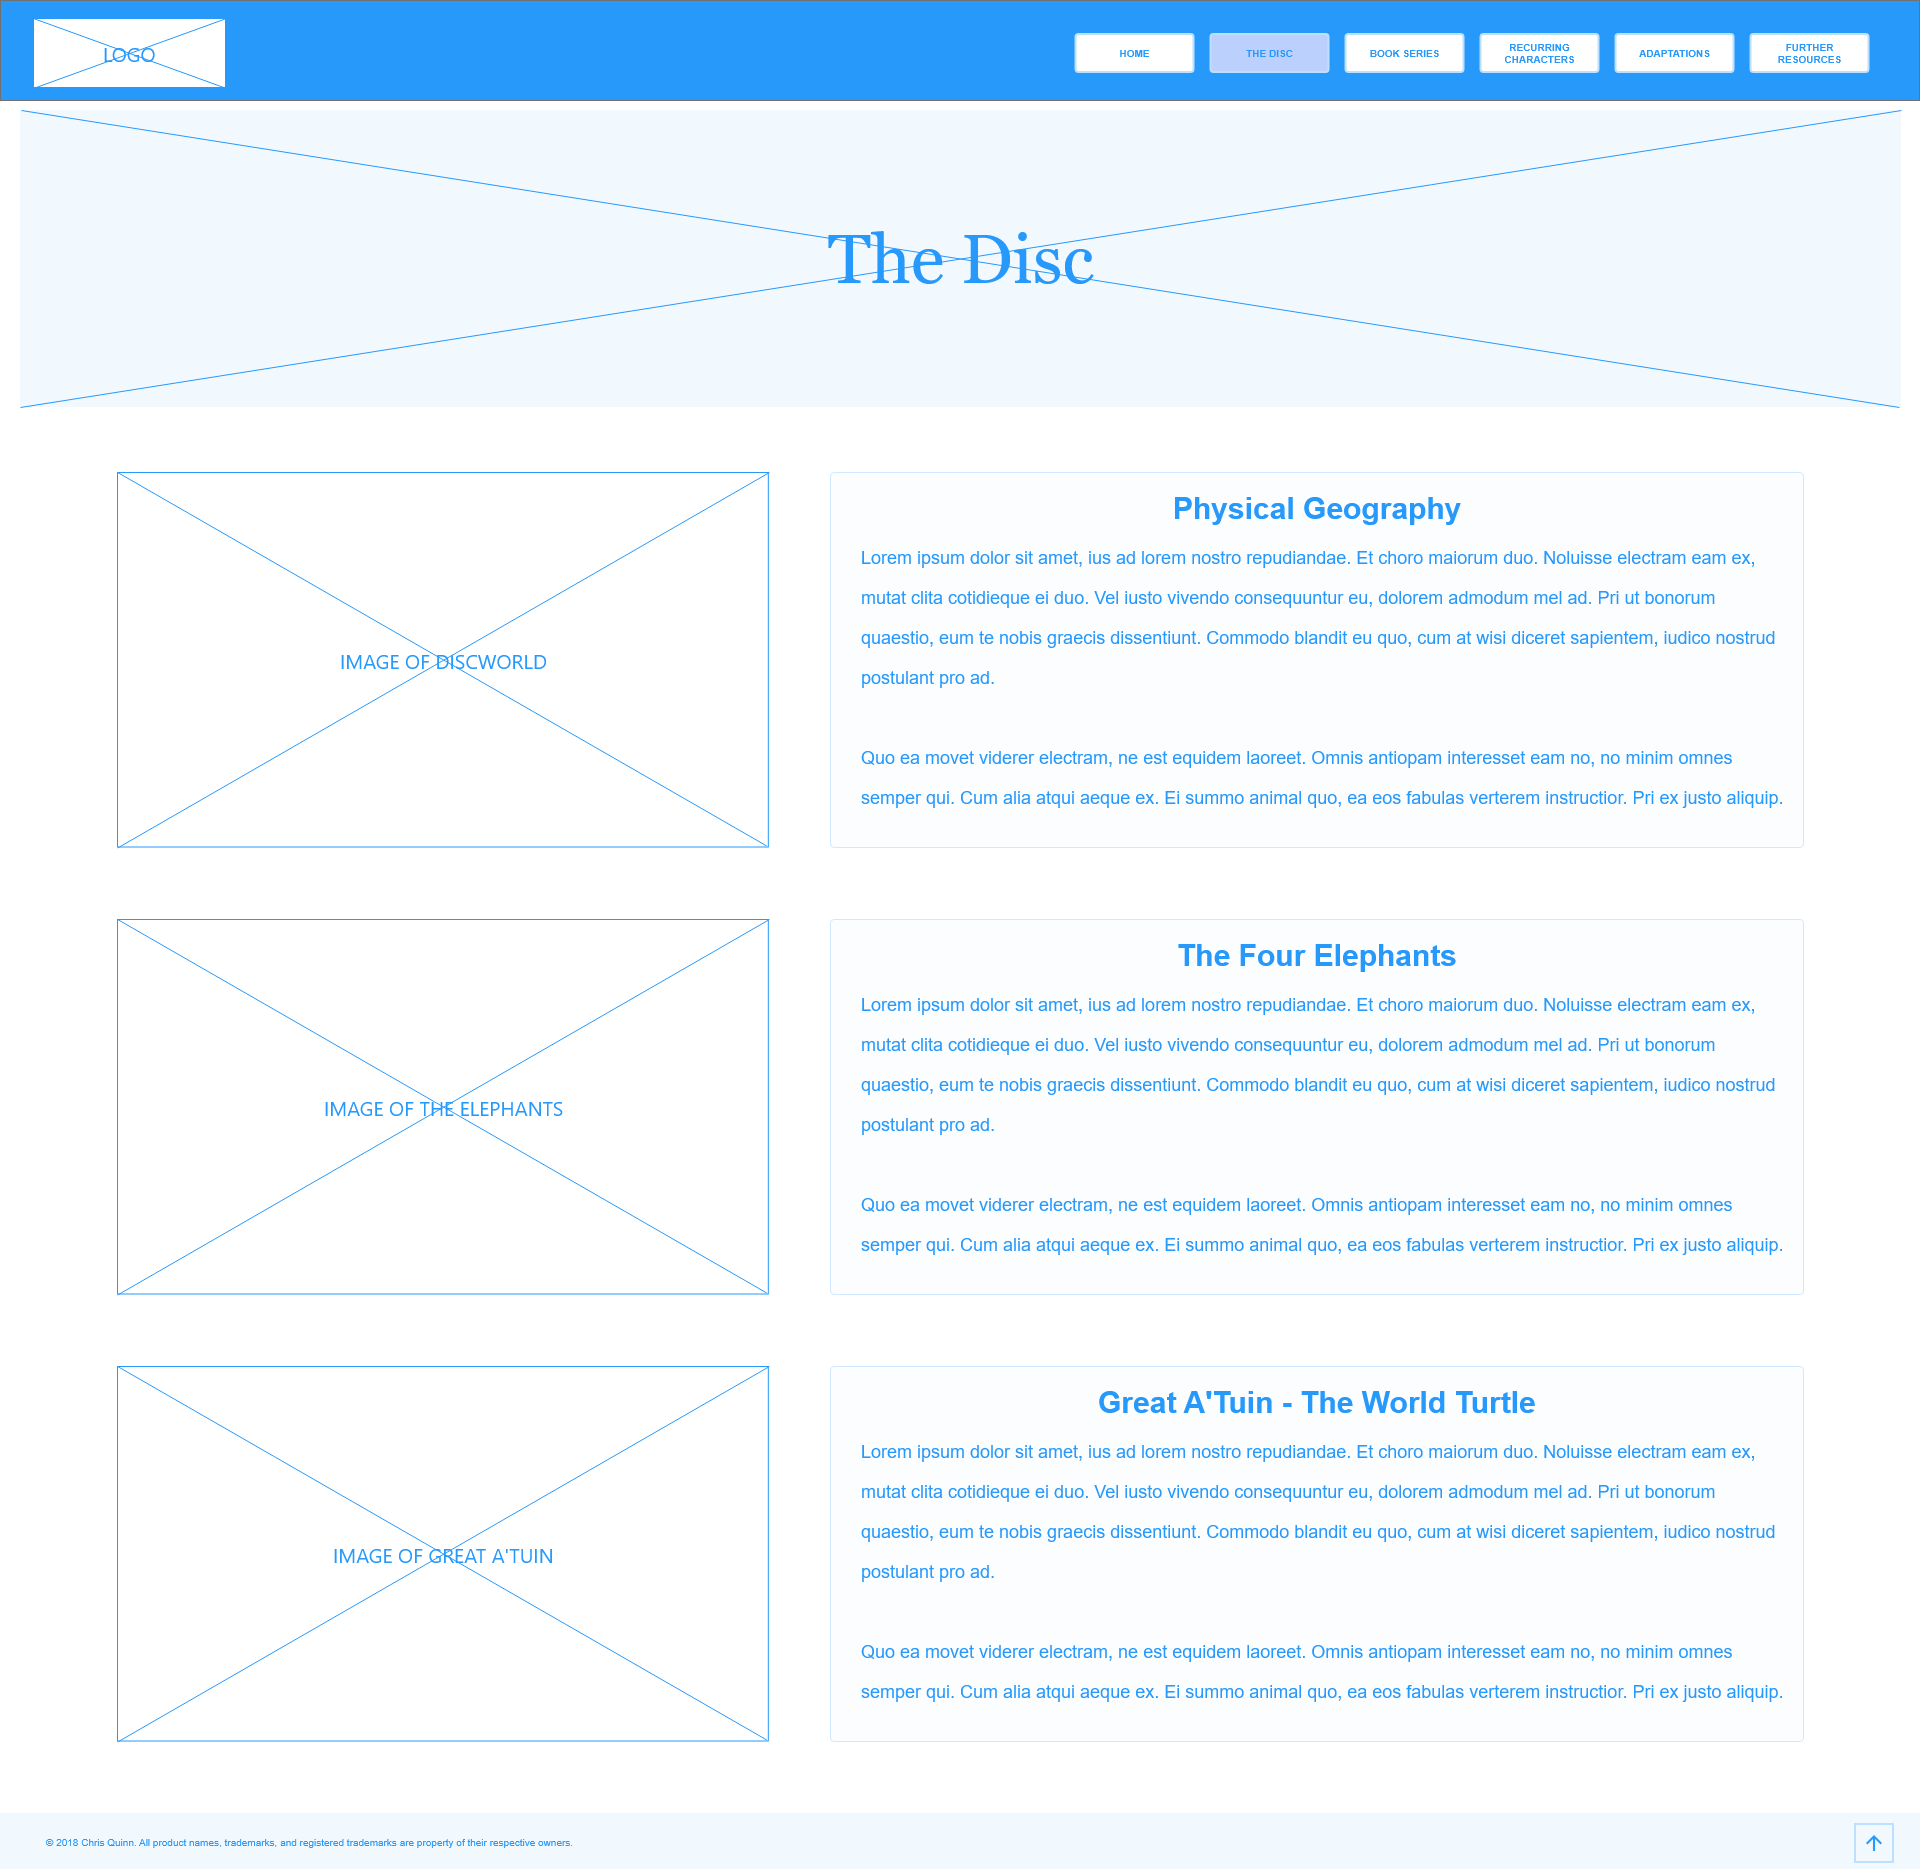 LOGO
HOME
THE DISC
BOOK SERIES
RECURRING
CHARACTERS
ADAPTATIONS
FURTHER
RESOURCES
The Disc
IMAGE OF DISCWORLD
Physical Geography
Lorem ipsum dolor sit amet, ius ad lorem nostro repudiandae. Et choro maiorum duo. Noluisse electram eam ex,
mutat clita cotidieque ei duo. Vel iusto vivendo consequuntur eu, dolorem admodum mel ad. Pri ut bonorum
quaestio, eum te nobis graecis dissentiunt. Commodo blandit eu quo, cum at wisi diceret sapientem, iudico nostrud
postulant pro ad.
Quo ea movet viderer electram, ne est equidem laoreet. Omnis antiopam interesset eam no, no minim omnes
semper qui. Cum alia atqui aeque ex. Ei summo animal quo, ea eos fabulas verterem instructior. Pri ex justo aliquip.
IMAGE OF THE ELEPHANTS
The Four Elephants
Lorem ipsum dolor sit amet, ius ad lorem nostro repudiandae. Et choro maiorum duo. Noluisse electram eam ex,
mutat clita cotidieque ei duo. Vel iusto vivendo consequuntur eu, dolorem admodum mel ad. Pri ut bonorum
quaestio, eum te nobis graecis dissentiunt. Commodo blandit eu quo, cum at wisi diceret sapientem, iudico nostrud
postulant pro ad.
Quo ea movet viderer electram, ne est equidem laoreet. Omnis antiopam interesset eam no, no minim omnes
semper qui. Cum alia atqui aeque ex. Ei summo animal quo, ea eos fabulas verterem instructior. Pri ex justo aliquip.
IMAGE OF GREAT A'TUIN
Great A'Tuin - The World Turtle
Lorem ipsum dolor sit amet, ius ad lorem nostro repudiandae. Et choro maiorum duo. Noluisse electram eam ex,
mutat clita cotidieque ei duo. Vel iusto vivendo consequuntur eu, dolorem admodum mel ad. Pri ut bonorum
quaestio, eum te nobis graecis dissentiunt. Commodo blandit eu quo, cum at wisi diceret sapientem, iudico nostrud
postulant pro ad.
Quo ea movet viderer electram, ne est equidem laoreet. Omnis antiopam interesset eam no, no minim omnes
semper qui. Cum alia atqui aeque ex. Ei summo animal quo, ea eos fabulas verterem instructior. Pri ex justo aliquip.
© 2018 Chris Quinn. All product names, trademarks, and registered trademarks are property of their respective owners.